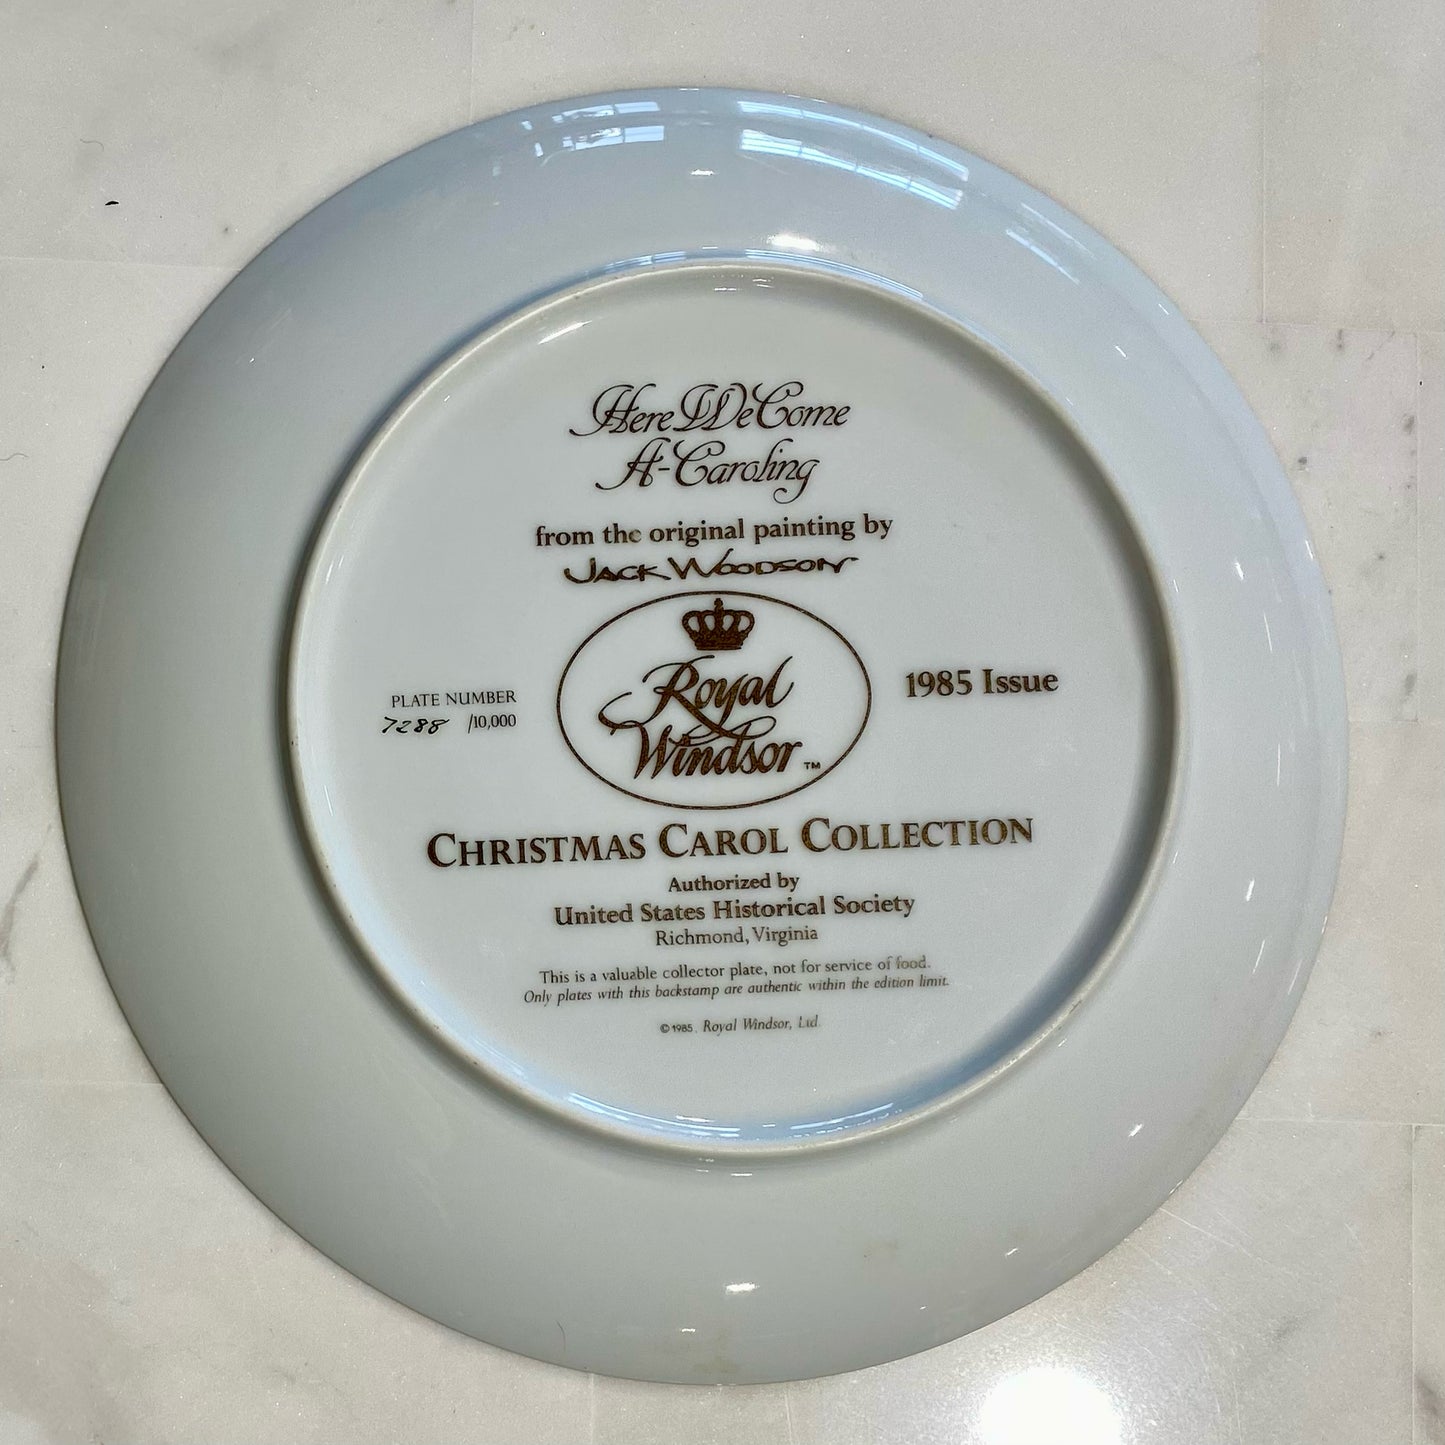 Here We Come
A-Caroling
from the original painting by
JACK WOODSON
PLATE NUMBER
7288 /10,000
Royal
Windsor ™
1985 Issue
CHRISTMAS CAROL COLLECTION
Authorized by
United States Historical Society
Richmond, Virginia
This is a valuable collector plate, not for service of food.
Only plates with this backstamp are authentic within the edition limit.
© 1985, Royal Windsor, Ltd.